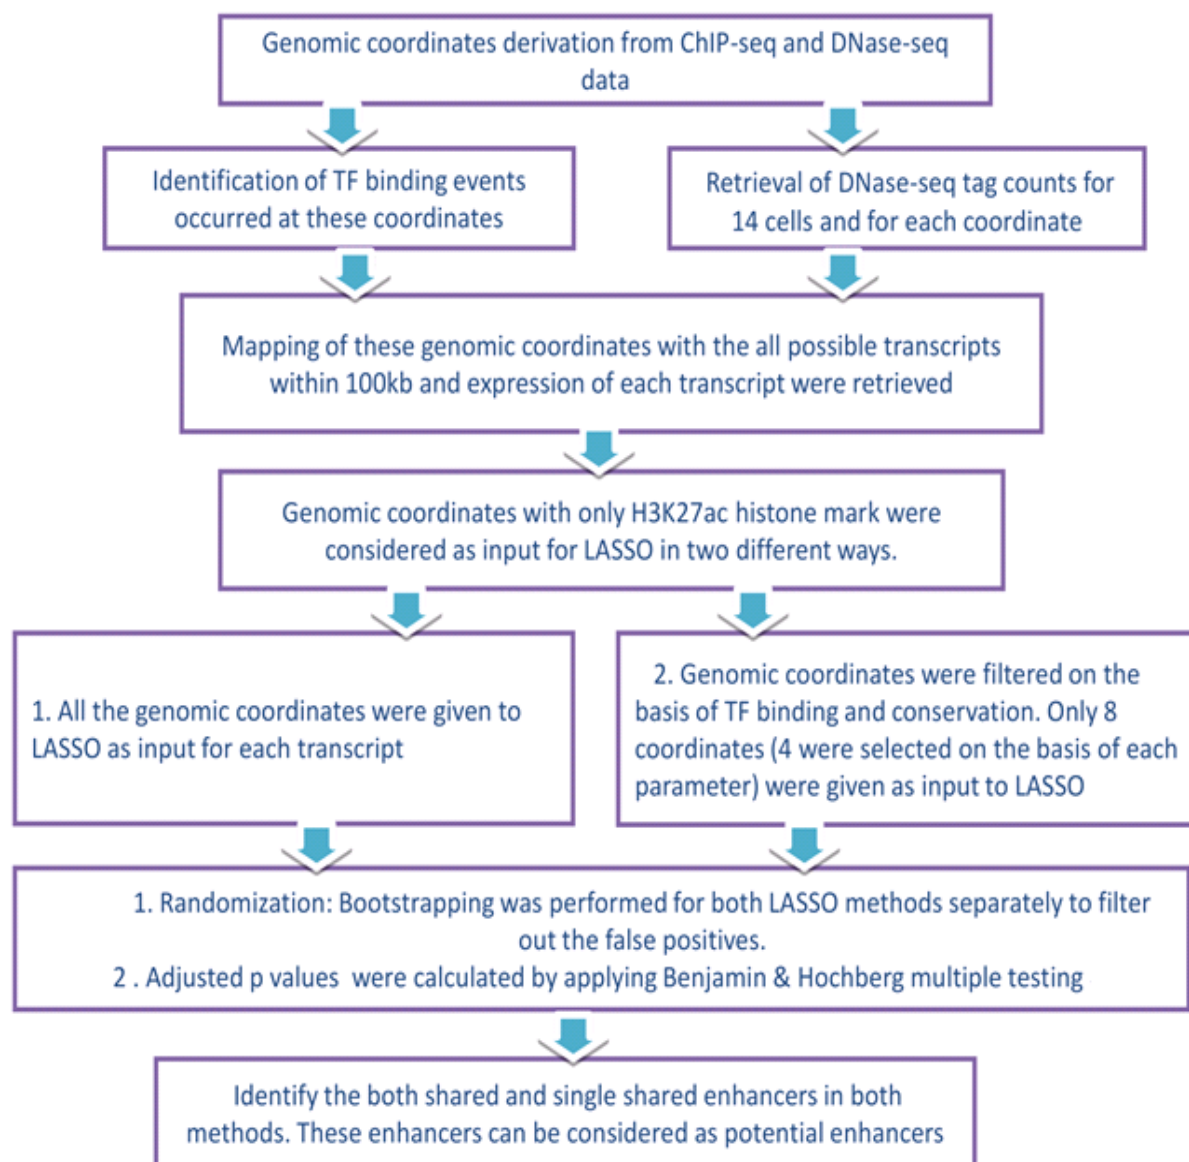 Genomic coordinates derivation from ChIP-seq and DNase-seq
data
Identification of TF binding events
occurred at these coordinates
Retrieval of DNase-seq tag counts for
14 cells and for each coordinate
Mapping of these genomic coordinates with the all possible transcripts
within 100kb and expression of each transcript were retrieved
Genomic coordinates with only H3K27ac histone mark were
considered as input for LASSO in two different ways.
1. All the genomic coordinates were given to
LASSO as input for each transcript
2. Genomic coordinates were filtered on the
basis of TF binding and conservation. Only 8
coordinates (4 were selected on the basis of each
parameter) were given as input to LASSO
1. Randomization: Bootstrapping was performed for both LASSO methods separately to filter
out the false positives.
2 . Adjusted p values were calculated by applying Benjamin & Hochberg multiple testing
Identify the both shared and single shared enhancers in both
methods. These enhancers can be considered as potential enhancers